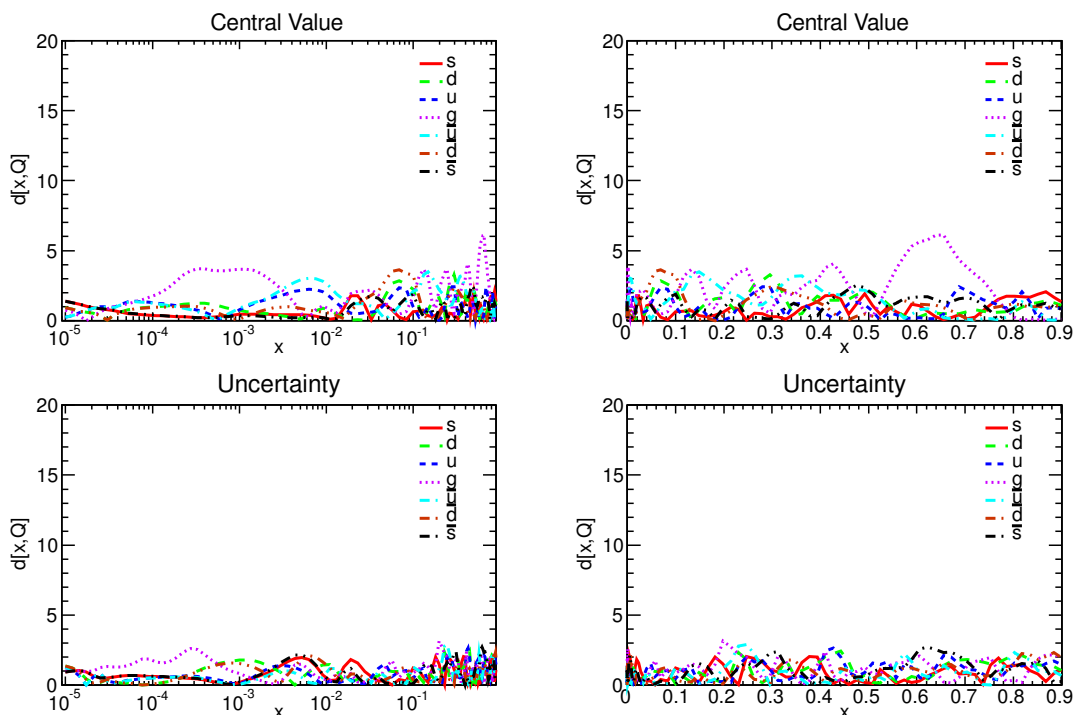 Central Value
20
15
10
5
0
d[x,Q]
10⁻⁵
10⁻⁴
10⁻³
10⁻²
10⁻¹
x
s
d
u
g
u̅
d̅
s̅
Central Value
20
15
10
5
0
d[x,Q]
0 0.1 0.2 0.3 0.4 0.5 0.6 0.7 0.8 0.9
x
s
d
u
g
u̅
d̅
s̅
Uncertainty
20
15
10
5
0
d[x,Q]
10⁻⁵
10⁻⁴
10⁻³
10⁻²
10⁻¹
x
s
d
u
g
u̅
d̅
s̅
Uncertainty
20
15
10
5
0
d[x,Q]
0 0.1 0.2 0.3 0.4 0.5 0.6 0.7 0.8 0.9
x
s
d
u
g
u̅
d̅
s̅